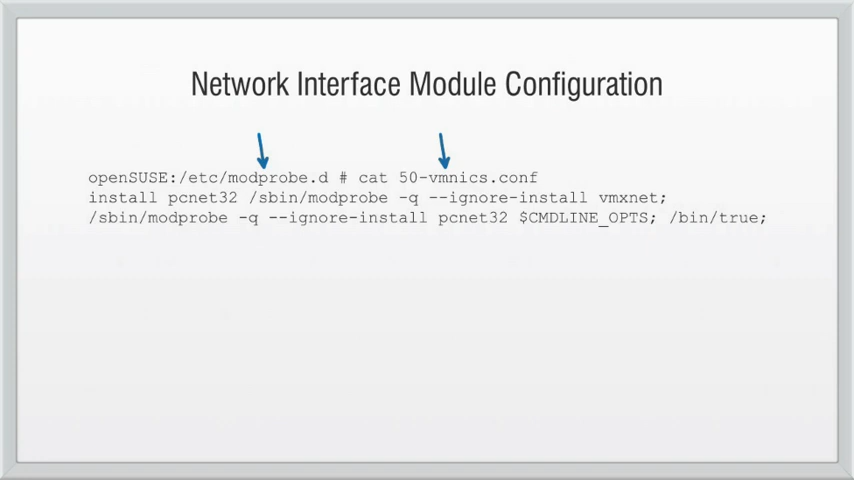 Network Interface Module Configuration
openSUSE:/etc/modprobe.d # cat 50-vmnics.conf
install pcnet32 /sbin/modprobe -q --ignore-install vmxnet;
/sbin/modprobe -q --ignore-install pcnet32 $CMDLINE_OPTS; /bin/true;